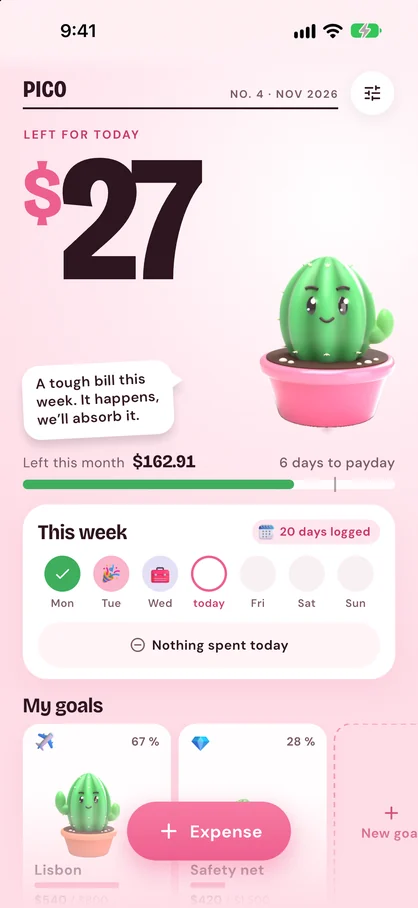 9:41
PICO
NO. 4 · NOV 2026
LEFT FOR TODAY
$27
A tough bill this
week. It happens,
we’ll absorb it.
Left this month $162.91
6 days to payday
This week
20 days logged
Mon Tue Wed today Fri Sat Sun
Nothing spent today
My goals
67 %
28 %
+ Expense
+
New goa
Lisbon
Safety net
$540
$420